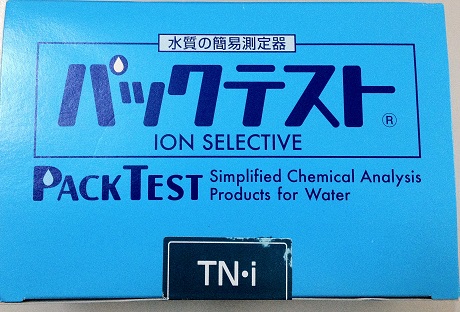 水質の簡易測定器
パックテスト®
ION SELECTIVE
PACKTEST Simplified Chemical Analysis
Products for Water
TN·i